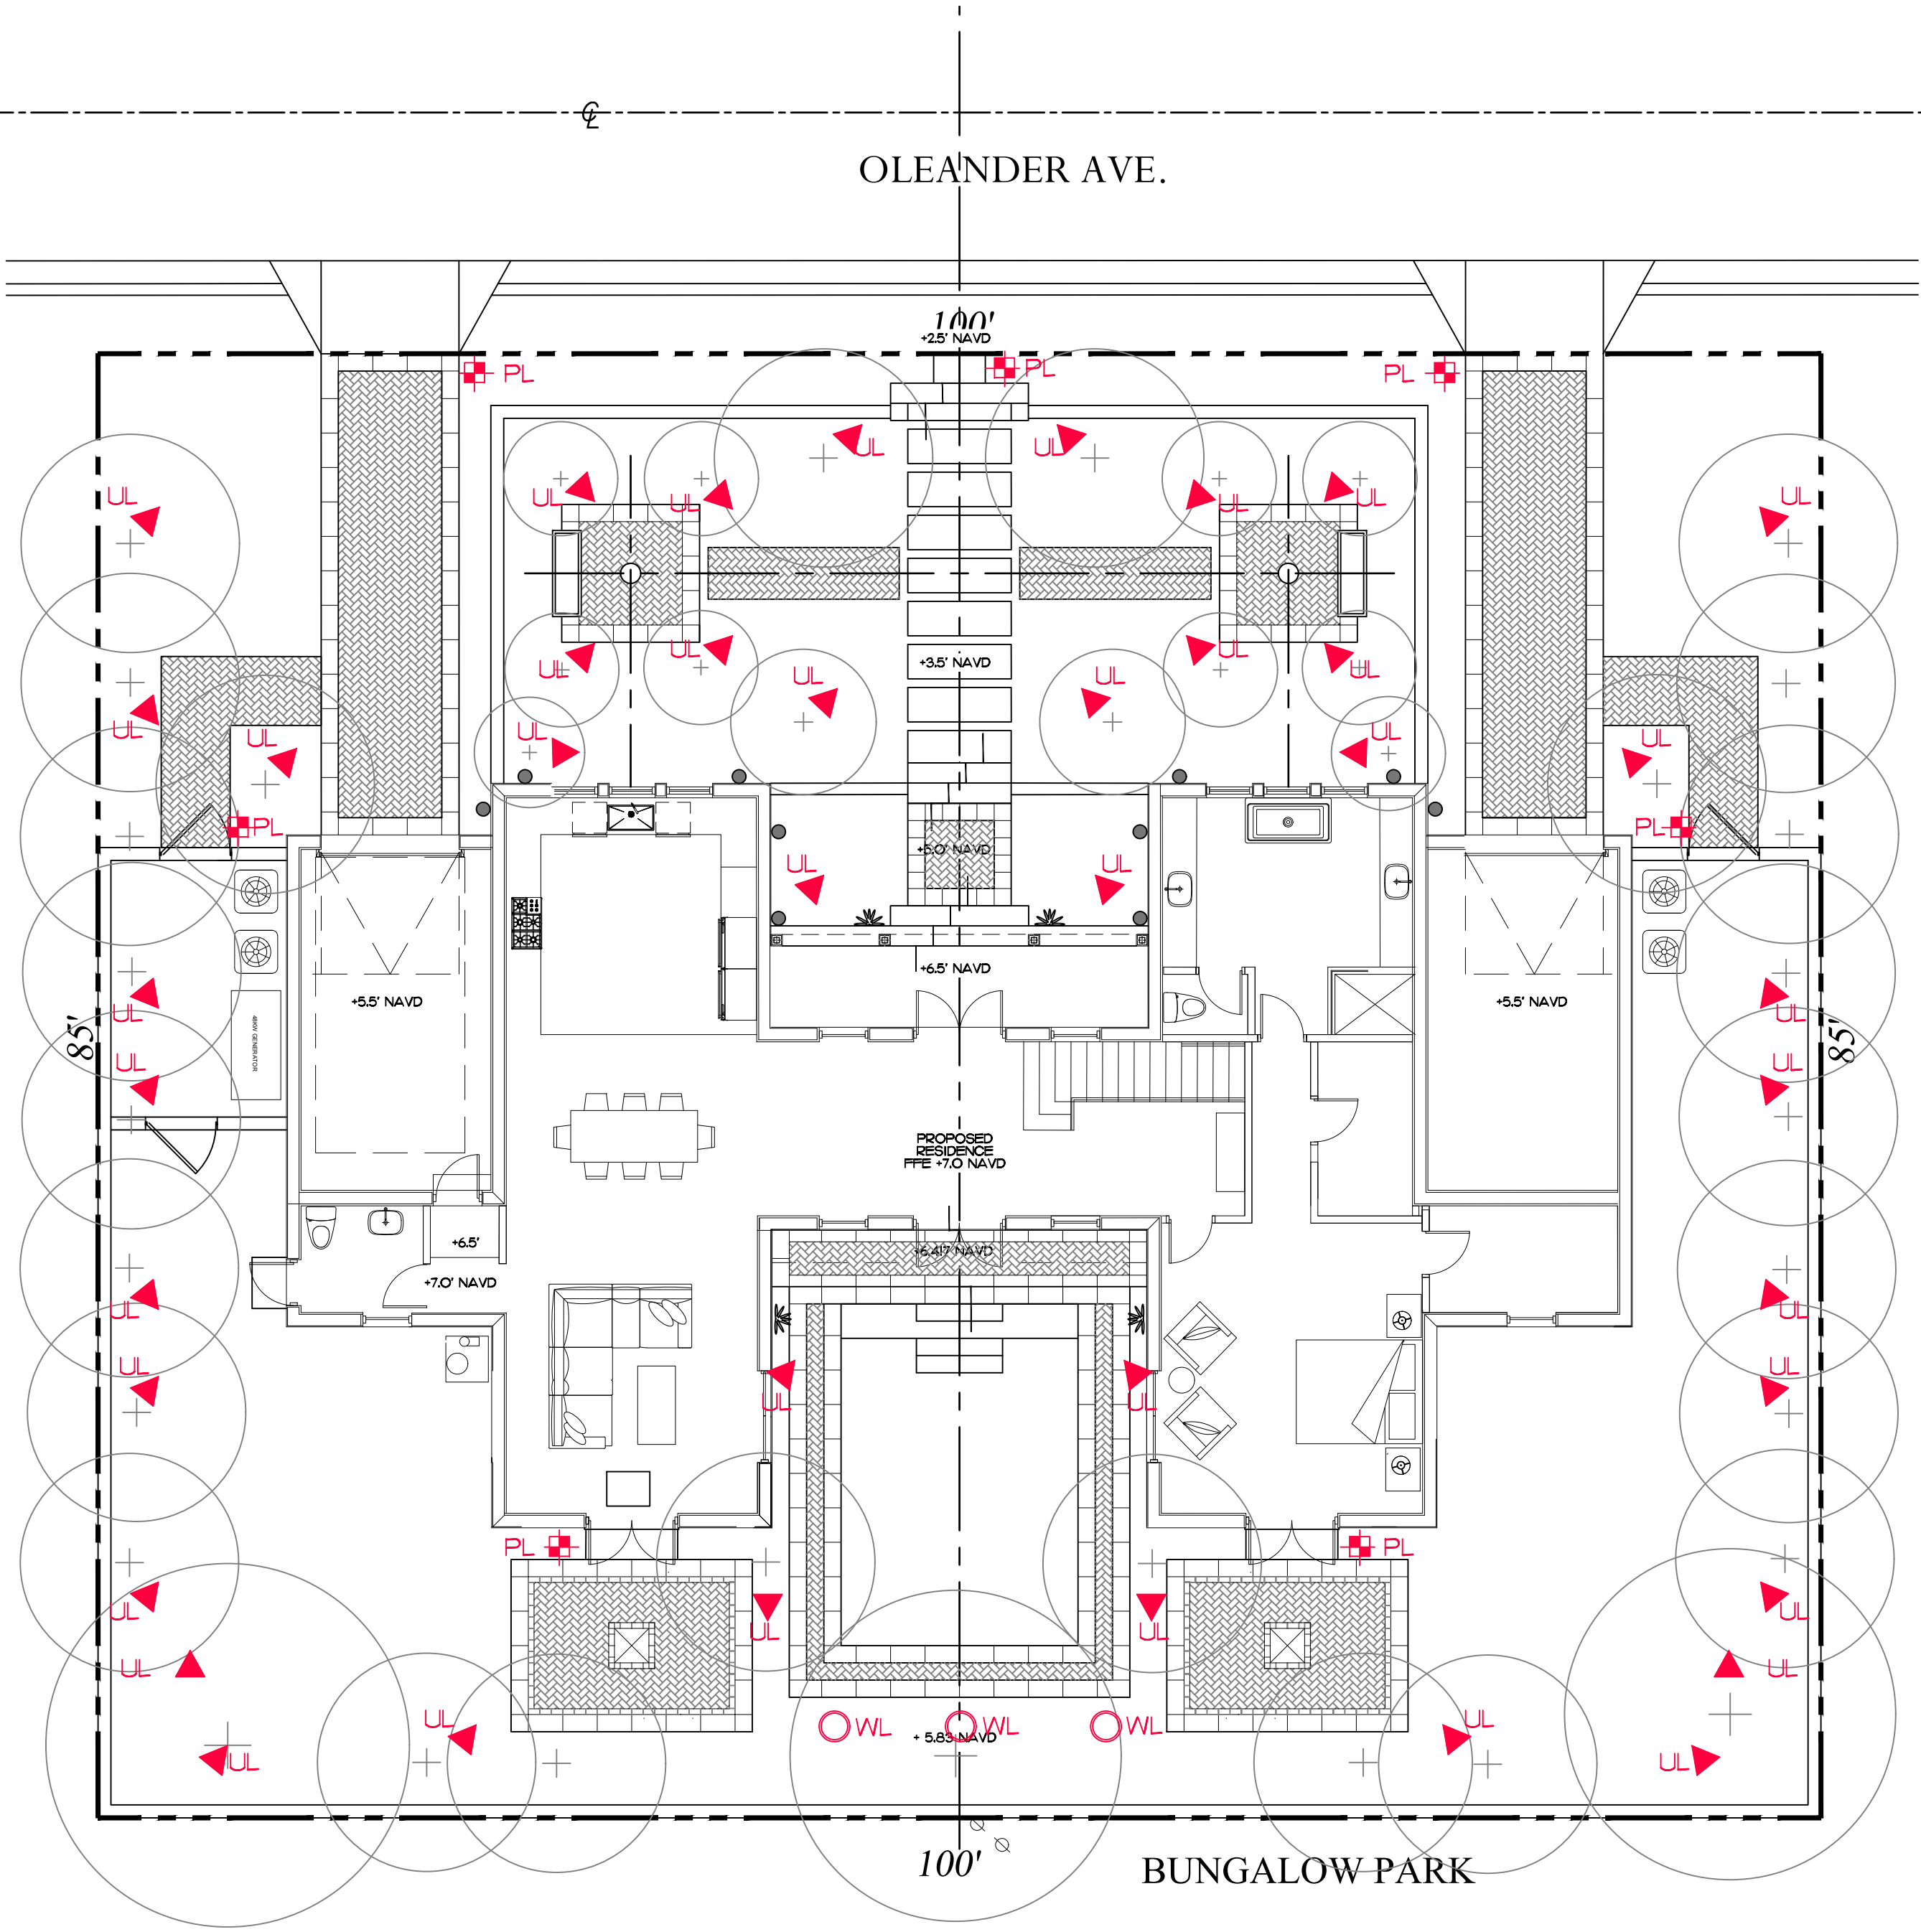 ℄
OLEANDER AVE.
100'
+2.5' NAVD
PL
PL
PL
UL
UL
UL
UL
UL
UL
UL
UL
UL
UL
UL
+3.5' NAVD
UL
UL
UL
UL
UL
UL
UL
UL
UL
PL
PL
+5.0' NAVD
UL
UL
+6.5' NAVD
+5.5' NAVD
+5.5' NAVD
UL
UL
48KW GENERATOR
85'
85'
UL
UL
PROPOSED
RESIDENCE
FFE +7.0 NAVD
+6.5'
+6.417 NAVD
+7.0' NAVD
UL
UL
UL
UL
UL
UL
PL
PL
UL
UL
UL
UL
UL
UL
UL
UL
WL
WL
WL
+ 5.83 NAVD
UL
UL
100'
BUNGALOW PARK